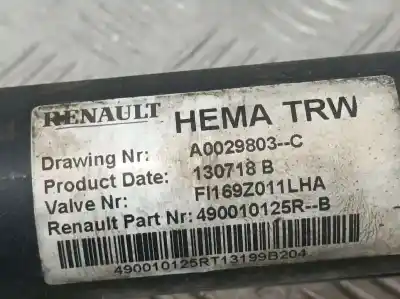 RENAULT HEMA TRW
Drawing Nr: A0029803--C
Product Date: 130718 B
Valve Nr: FI169Z011LHA
Renault Part Nr: 490010125R--B
490010125RT13199B204